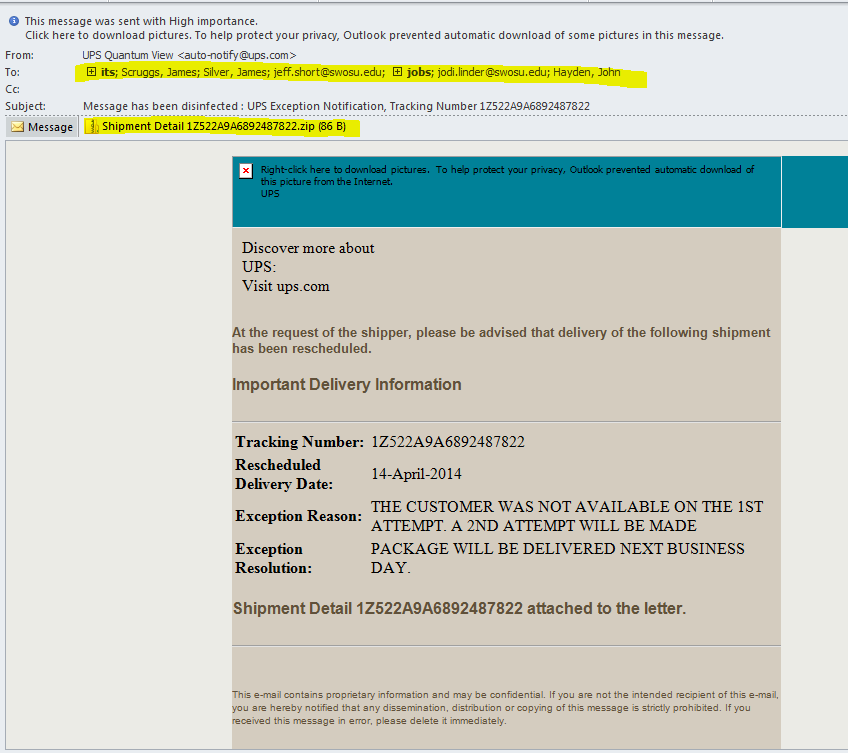 This message was sent with High importance.
Click here to download pictures. To help protect your privacy, Outlook prevented automatic download of some pictures in this message.
From: UPS Quantum View <auto-notify@ups.com>
To: its; Scruggs, James; Silver, James; jeff.short@swosu.edu; jobs; jodi.linder@swosu.edu; Hayden, John
Cc:
Subject: Message has been disinfected : UPS Exception Notification, Tracking Number 1Z522A9A6892487822
Message Shipment Detail 1Z522A9A6892487822.zip (86 B)
Right-click here to download pictures. To help protect your privacy, Outlook prevented automatic download of
this picture from the Internet.
UPS
Discover more about
UPS:
Visit ups.com
At the request of the shipper, please be advised that delivery of the following shipment
has been rescheduled.
Important Delivery Information
Tracking Number: 1Z522A9A6892487822
Rescheduled
Delivery Date: 14-April-2014
Exception Reason: THE CUSTOMER WAS NOT AVAILABLE ON THE 1ST
ATTEMPT. A 2ND ATTEMPT WILL BE MADE
Exception
Resolution: PACKAGE WILL BE DELIVERED NEXT BUSINESS
DAY.
Shipment Detail 1Z522A9A6892487822 attached to the letter.
This e-mail contains proprietary information and may be confidential. If you are not the intended recipient of this e-mail,
you are hereby notified that any dissemination, distribution or copying of this message is strictly prohibited. If you
received this message in error, please delete it immediately.